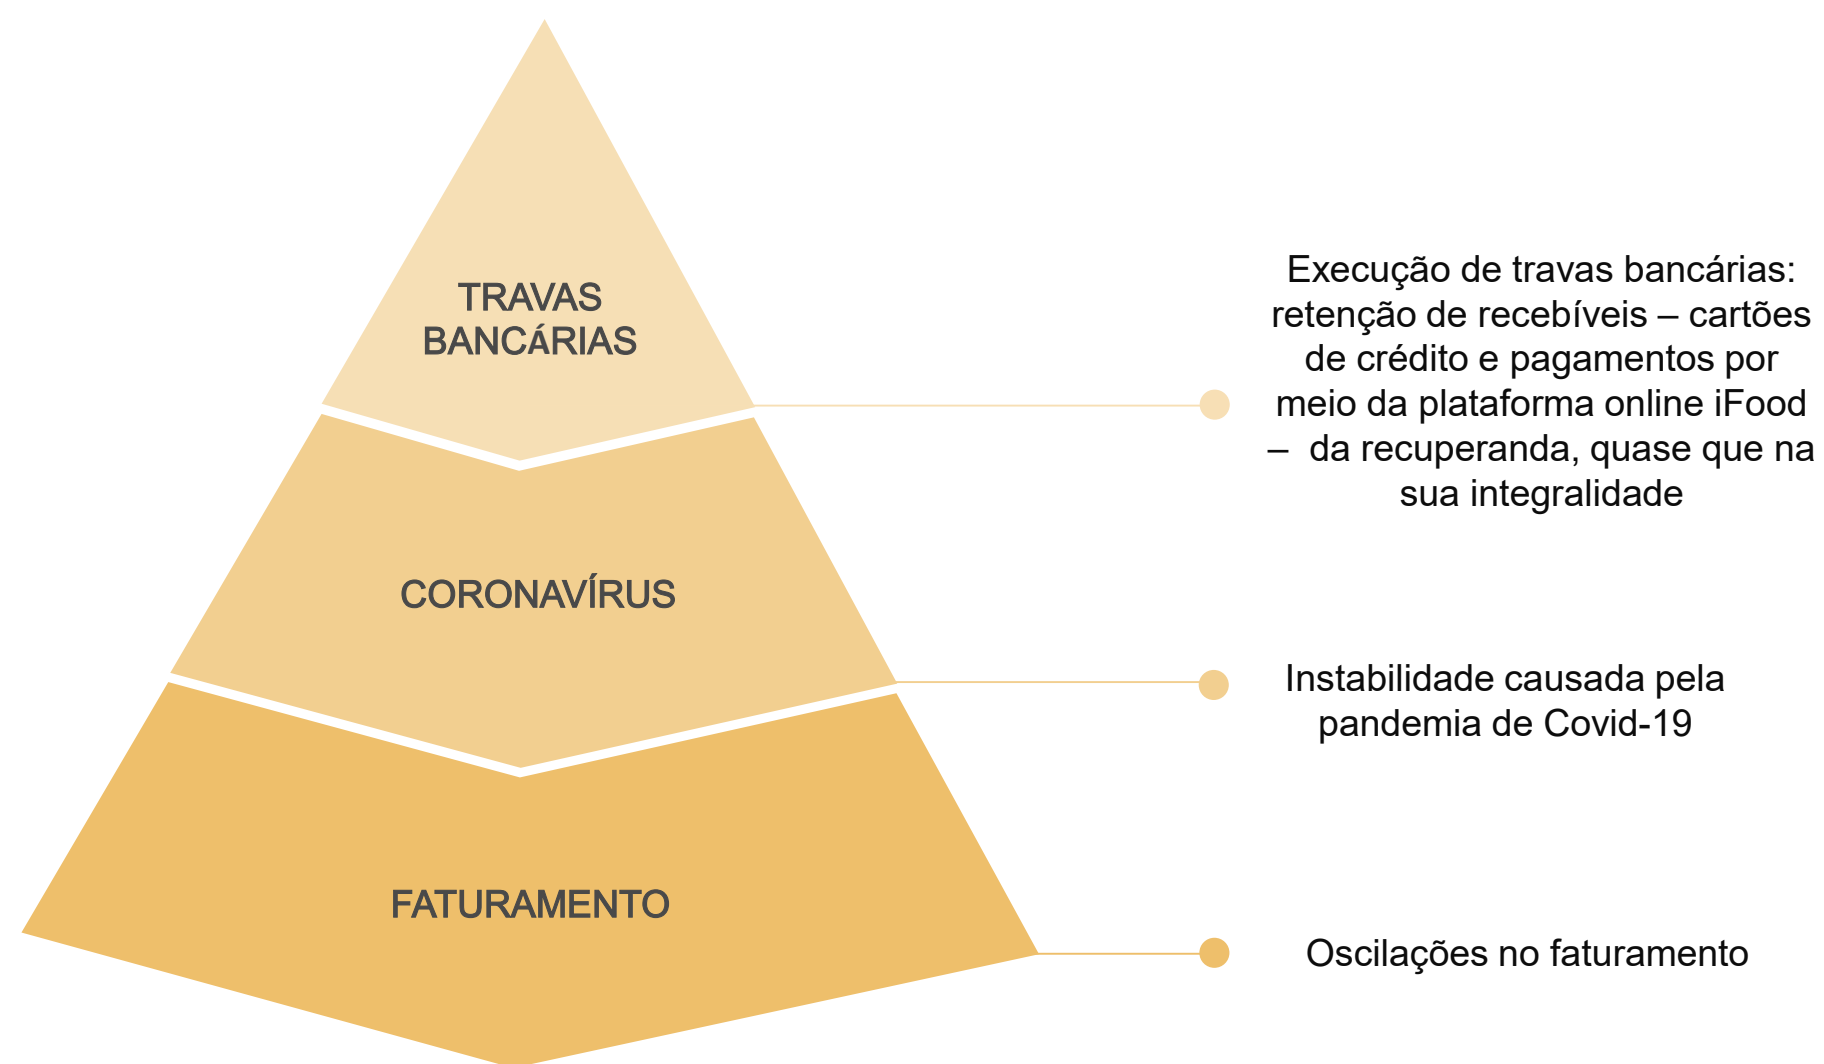 TRAVAS
BANCÁRIAS
Execução de travas bancárias:
retenção de recebíveis – cartões
de crédito e pagamentos por
meio da plataforma online iFood
– da recuperanda, quase que na
sua integralidade
CORONAVÍRUS
Instabilidade causada pela
pandemia de Covid-19
FATURAMENTO
Oscilações no faturamento